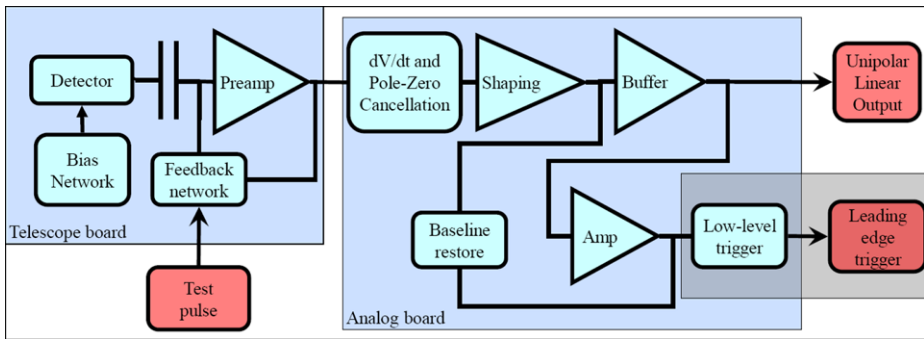 Detector
Bias
Network
Preamp
Feedback
network
Telescope board
Test
pulse
dV/dt and
Pole-Zero
Cancellation
Shaping
Buffer
Unipolar
Linear
Output
Baseline
restore
Amp
Low-level
trigger
Leading
edge
trigger
Analog board